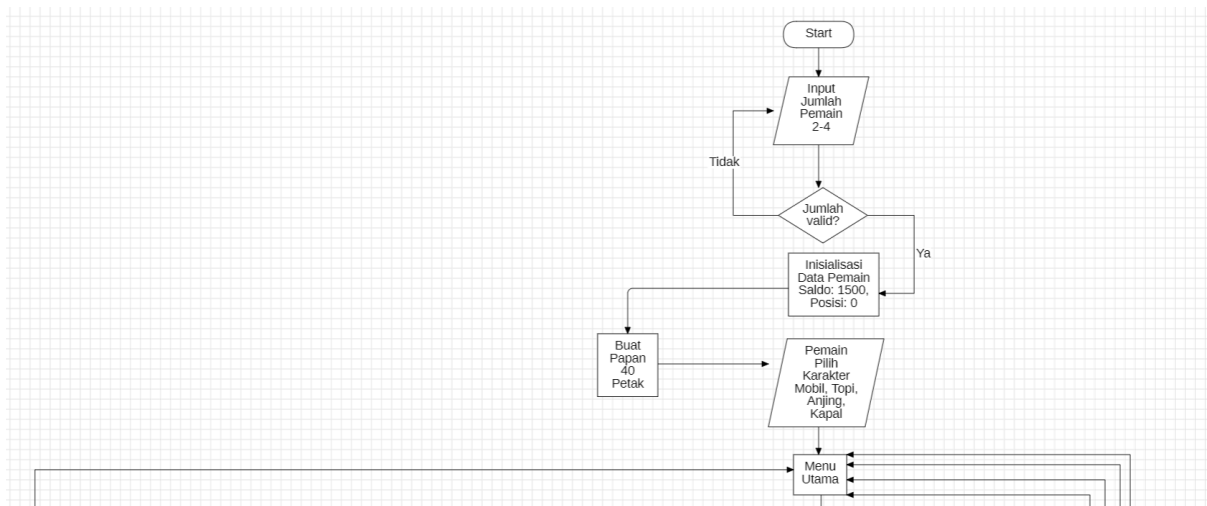 Start
Input
Jumlah
Pemain
2-4
Tidak
Jumlah
valid?
Ya
Inisialisasi
Data Pemain
Saldo: 1500,
Posisi: 0
Buat
Papan
40
Petak
Pemain
Pilih
Karakter
Mobil, Topi,
Anjing,
Kapal
Menu
Utama